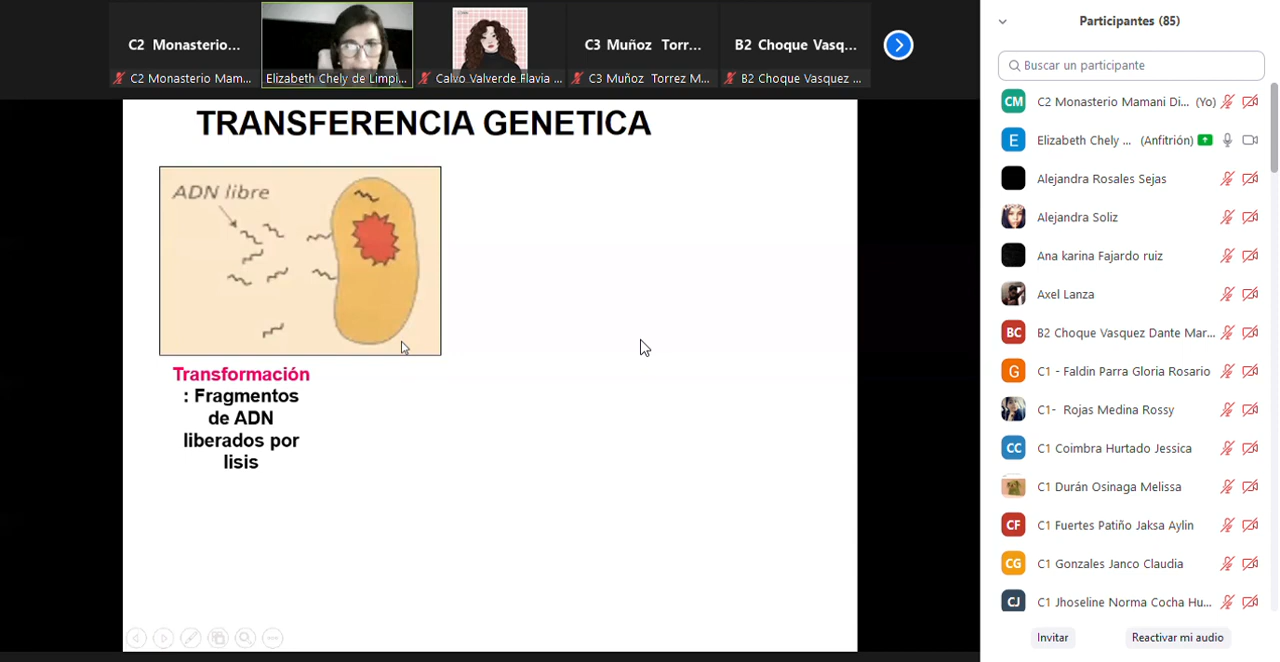 C2 Monasterio...
C3 Muñoz Torr...
B2 Choque Vasq...
C2 Monasterio Mam...
Elizabeth Chely de Limpi...
Calvo Valverde Flavia ...
C3 Muñoz Torrez M...
B2 Choque Vasquez ...
TRANSFERENCIA GENETICA
ADN libre
Transformación
: Fragmentos
de ADN
liberados por
lisis
Participantes (85)
Buscar un participante
CM C2 Monasterio Mamani Di... (Yo)
E Elizabeth Chely ... (Anfitrión)
Alejandra Rosales Sejas
Alejandra Soliz
Ana karina Fajardo ruiz
Axel Lanza
BC B2 Choque Vasquez Dante Mar...
G C1 - Faldin Parra Gloria Rosario
C1- Rojas Medina Rossy
CC C1 Coimbra Hurtado Jessica
C1 Durán Osinaga Melissa
CF C1 Fuertes Patiño Jaksa Aylin
CG C1 Gonzales Janco Claudia
CJ C1 Jhoseline Norma Cocha Hu...
Invitar
Reactivar mi audio